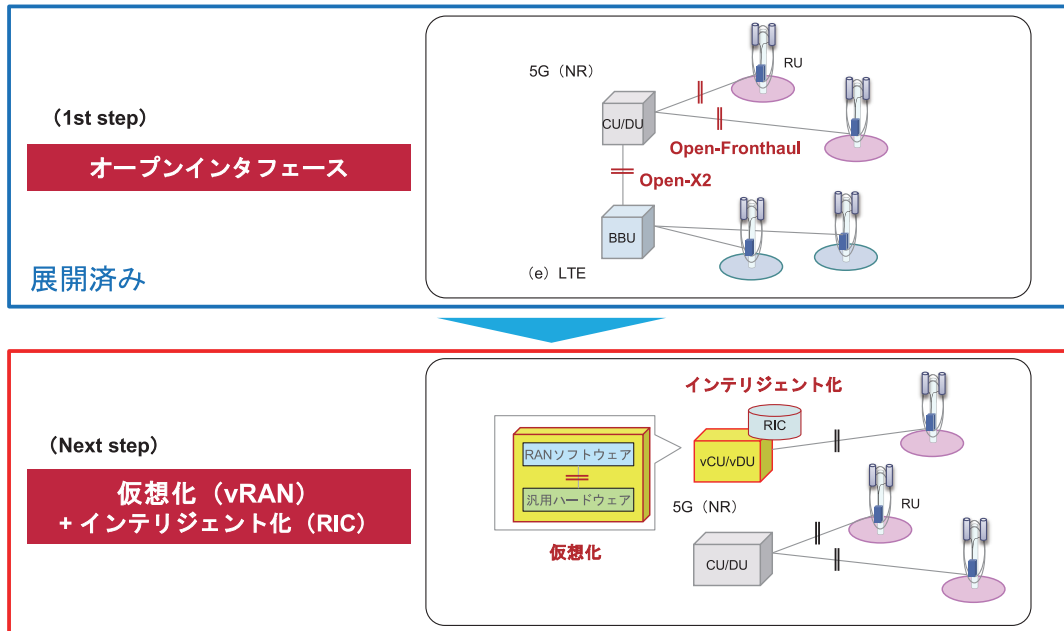 （1st step）
オープンインタフェース
展開済み
5G（NR）
RU
CU/DU
Open-Fronthaul
Open-X2
BBU
（e）LTE
（Next step）
仮想化（vRAN）
+ インテリジェント化（RIC）
インテリジェント化
RIC
RANソフトウェア
vCU/vDU
汎用ハードウェア
5G（NR）
RU
仮想化
CU/DU